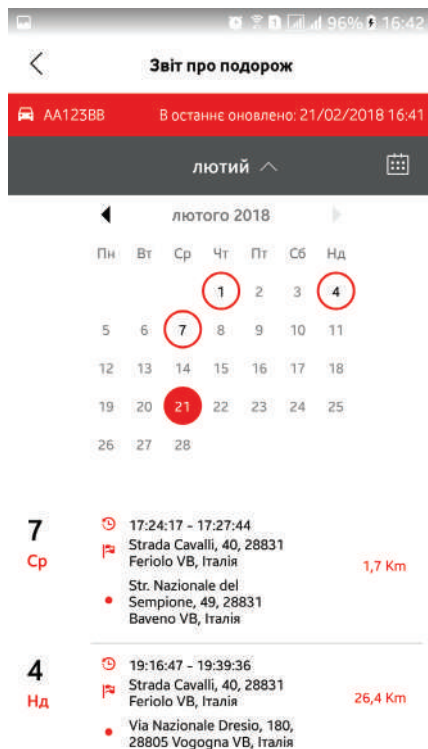 96% 16:42
Звіт про подорож
AA123BB В останнє оновлено: 21/02/2018 16:41
лютий
лютого 2018
Пн Вт Ср Чт Пт Сб Нд
1 2 3 4
5 6 7 8 9 10 11
12 13 14 15 16 17 18
19 20 21 22 23 24 25
26 27 28
7
Ср
17:24:17 – 17:27:44
Strada Cavalli, 40, 28831
Feriolo VB, Італія
1,7 Km
Str. Nazionale del
Sempione, 49, 28831
Baveno VB, Італія
4
Нд
19:16:47 – 19:39:36
Strada Cavalli, 40, 28831
Feriolo VB, Італія
26,4 Km
Via Nazionale Dresio, 180,
28805 Vogogna VB, Італія